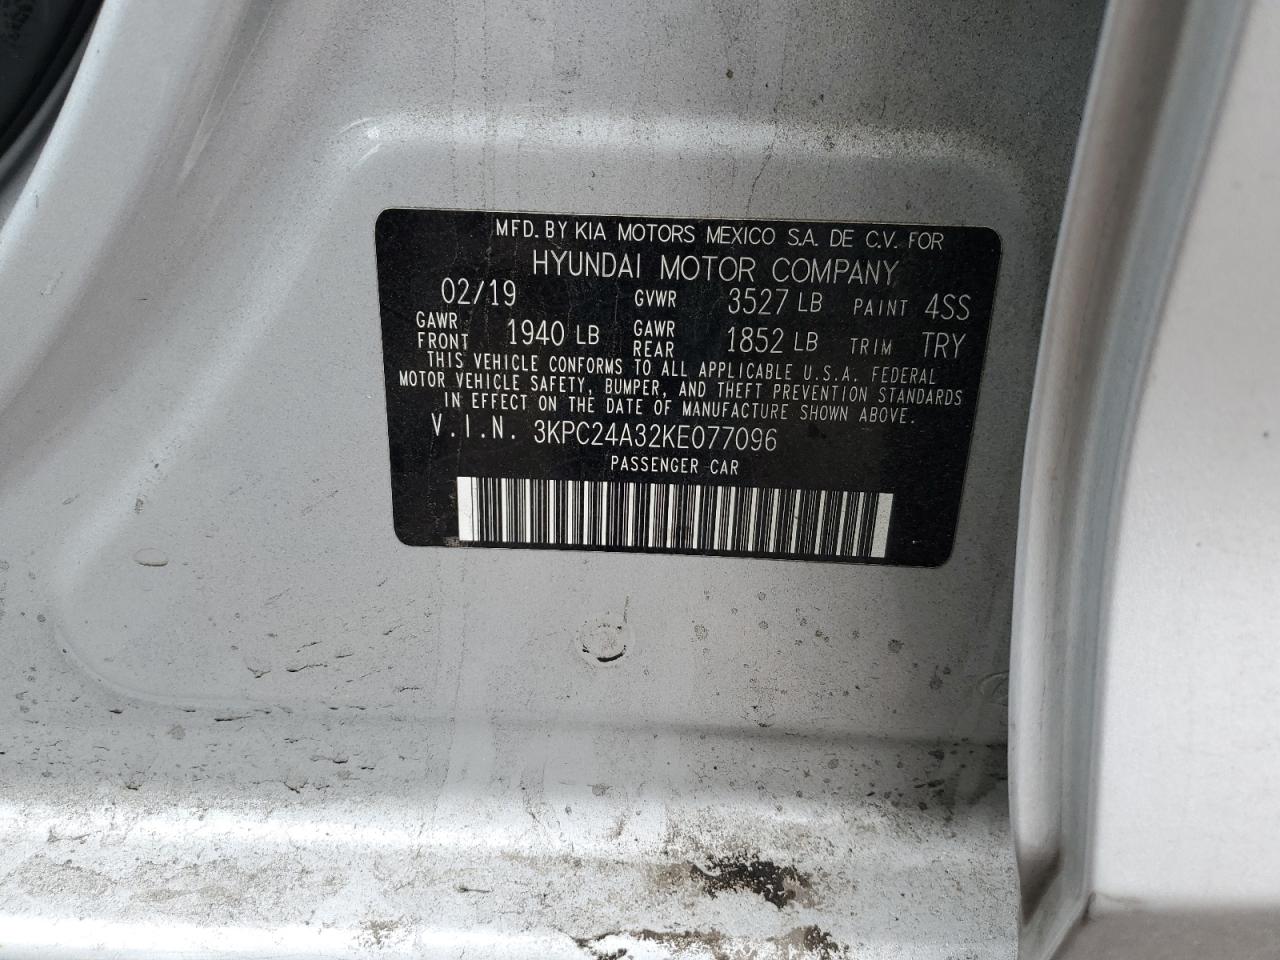 MFD. BY KIA MOTORS MEXICO S.A. DE C.V. FOR
HYUNDAI MOTOR COMPANY
02/19 GVWR 3527 LB PAINT 4SS
GAWR FRONT 1940 LB GAWR REAR 1852 LB TRIM TRY
THIS VEHICLE CONFORMS TO ALL APPLICABLE U.S.A. FEDERAL
MOTOR VEHICLE SAFETY, BUMPER, AND THEFT PREVENTION STANDARDS
IN EFFECT ON THE DATE OF MANUFACTURE SHOWN ABOVE.
V.I.N. 3KPC24A32KE077096
PASSENGER CAR